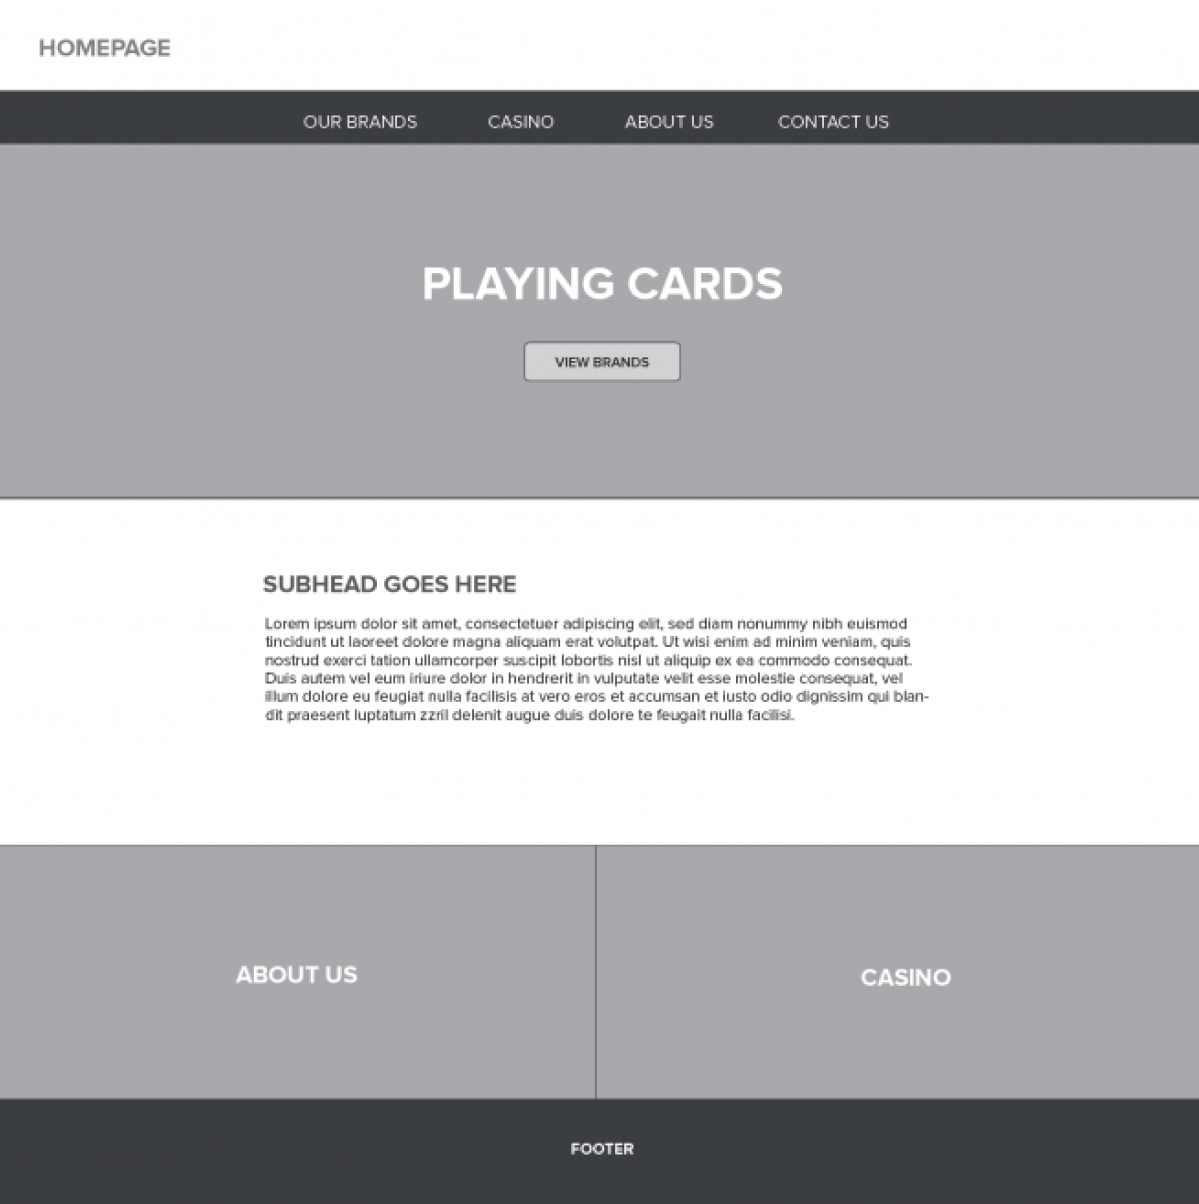 HOMEPAGE
OUR BRANDS CASINO ABOUT US CONTACT US
PLAYING CARDS
VIEW BRANDS
SUBHEAD GOES HERE
Lorem ipsum dolor sit amet, consectetuer adipiscing elit, sed diam nonummy nibh euismod
tincidunt ut laoreet dolore magna aliquam erat volutpat. Ut wisi enim ad minim veniam, quis
nostrud exerci tation ullamcorper suscipit lobortis nisl ut aliquip ex ea commodo consequat.
Duis autem vel eum iriure dolor in hendrerit in vulputate velit esse molestie consequat, vel
illum dolore eu feugiat nulla facilisis at vero eros et accumsan et iusto odio dignissim qui blan-
dit praesent luptatum zzril delenit augue duis dolore te feugait nulla facilisi.
ABOUT US
CASINO
FOOTER